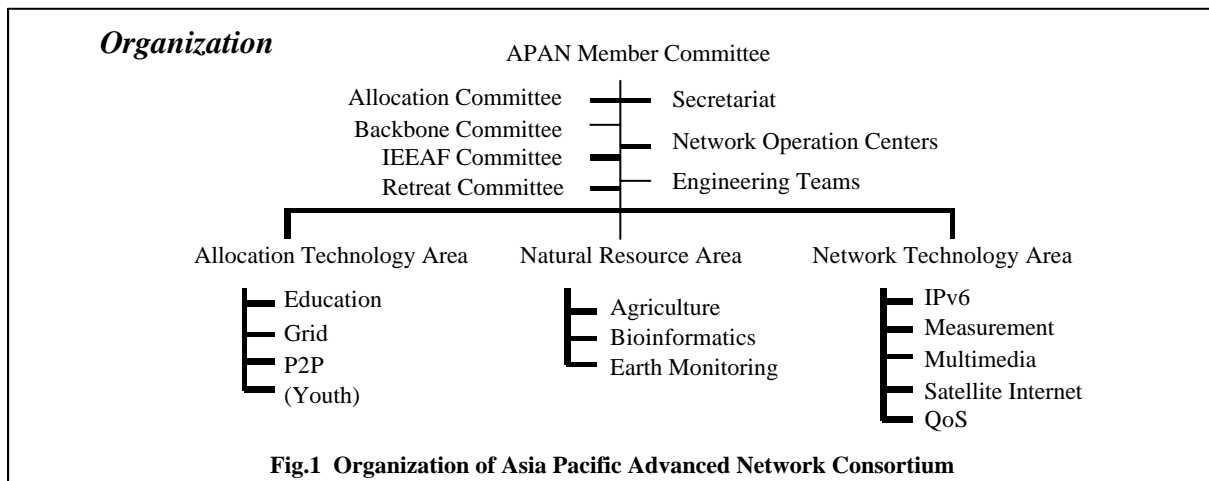 Organization
APAN Member Committee
Allocation Committee
Secretariat
Backbone Committee
Network Operation Centers
IEEAF Committee
Engineering Teams
Retreat Committee
Allocation Technology Area
Education
Grid
P2P
(Youth)
Natural Resource Area
Agriculture
Bioinformatics
Earth Monitoring
Network Technology Area
IPv6
Measurement
Multimedia
Satellite Internet
QoS
Fig.1 Organization of Asia Pacific Advanced Network Consortium